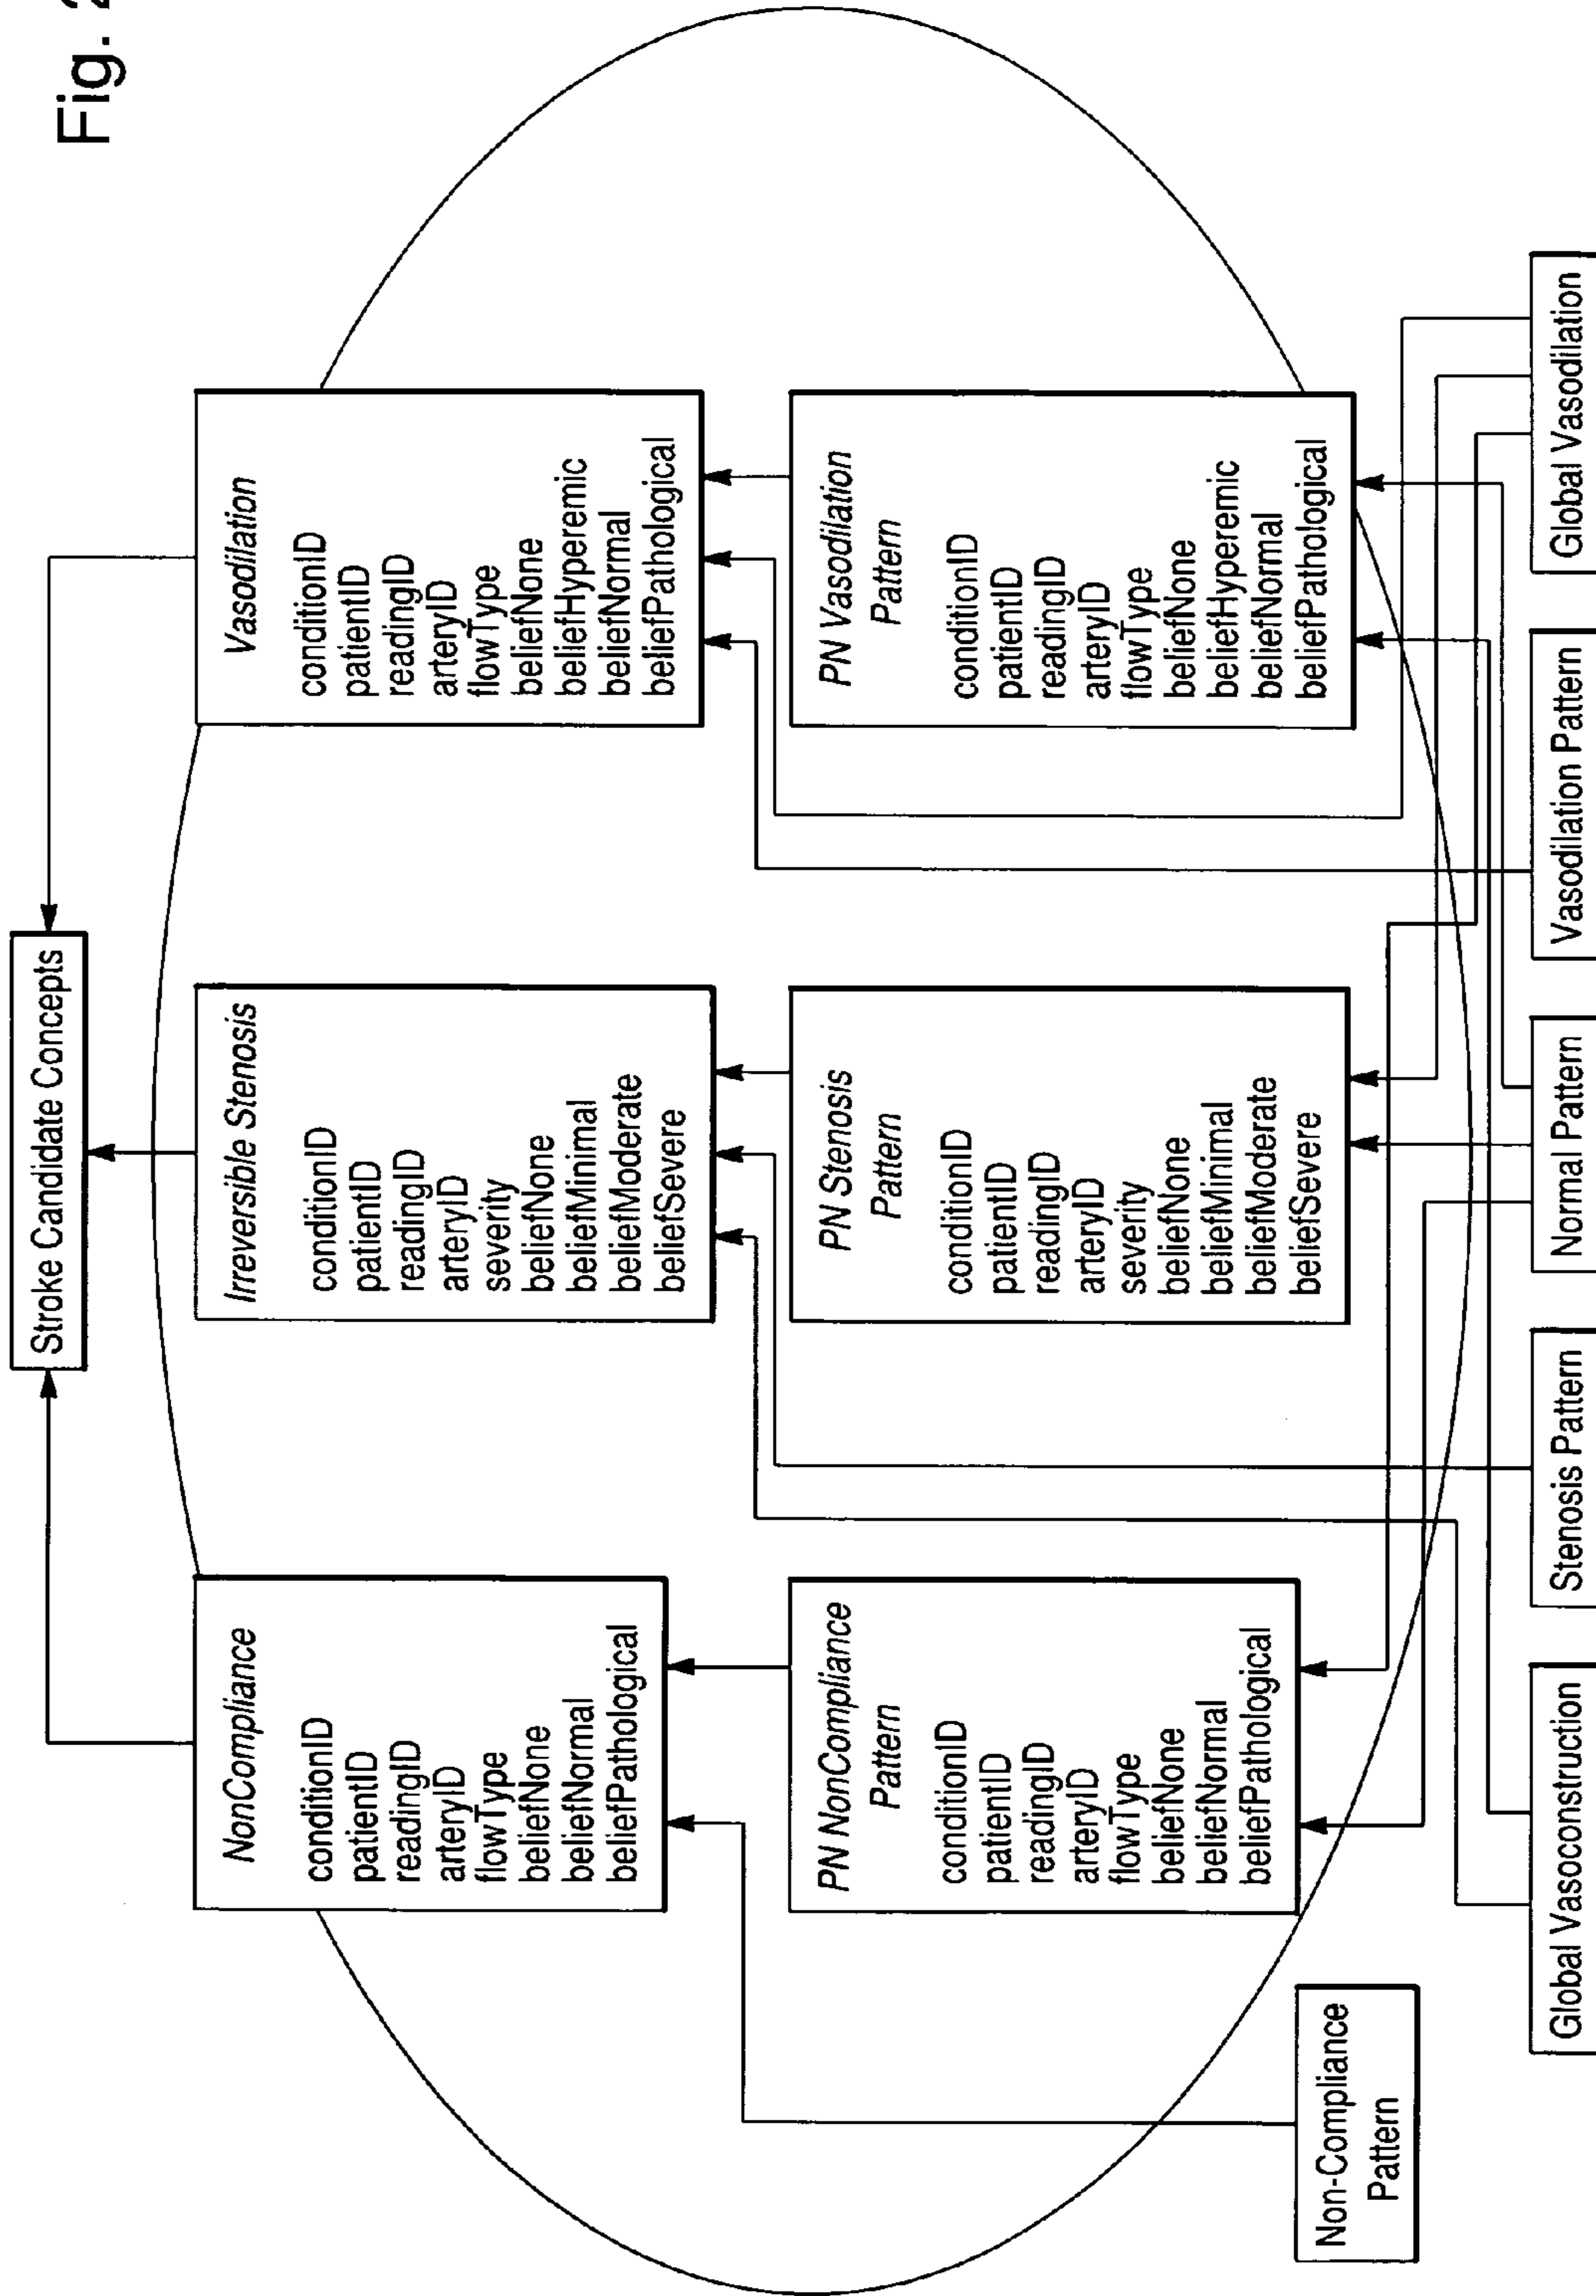 Fig. 2
Stroke Candidate Concepts
NonCompliance
conditionID
patientID
readingID
arteryID
flowType
beliefNone
beliefNormal
beliefPathological
Irreversible Stenosis
conditionID
patientID
readingID
arteryID
severity
beliefNone
beliefMinimal
beliefModerate
beliefSevere
Vasodilation
conditionID
patientID
readingID
arteryID
flowType
beliefNone
beliefHyperemic
beliefNormal
beliefPathological
PN NonCompliance
Pattern
conditionID
patientID
readingID
arteryID
flowType
beliefNone
beliefNormal
beliefPathological
PN Stenosis
Pattern
conditionID
patientID
readingID
arteryID
severity
beliefNone
beliefMinimal
beliefModerate
beliefSevere
PN Vasodilation
Pattern
conditionID
patientID
readingID
arteryID
flowType
beliefNone
beliefHyperemic
beliefNormal
beliefPathological
Non-Compliance
Pattern
Global Vasoconstruction
Stenosis Pattern
Normal Pattern
Vasodilation Pattern
Global Vasodilation